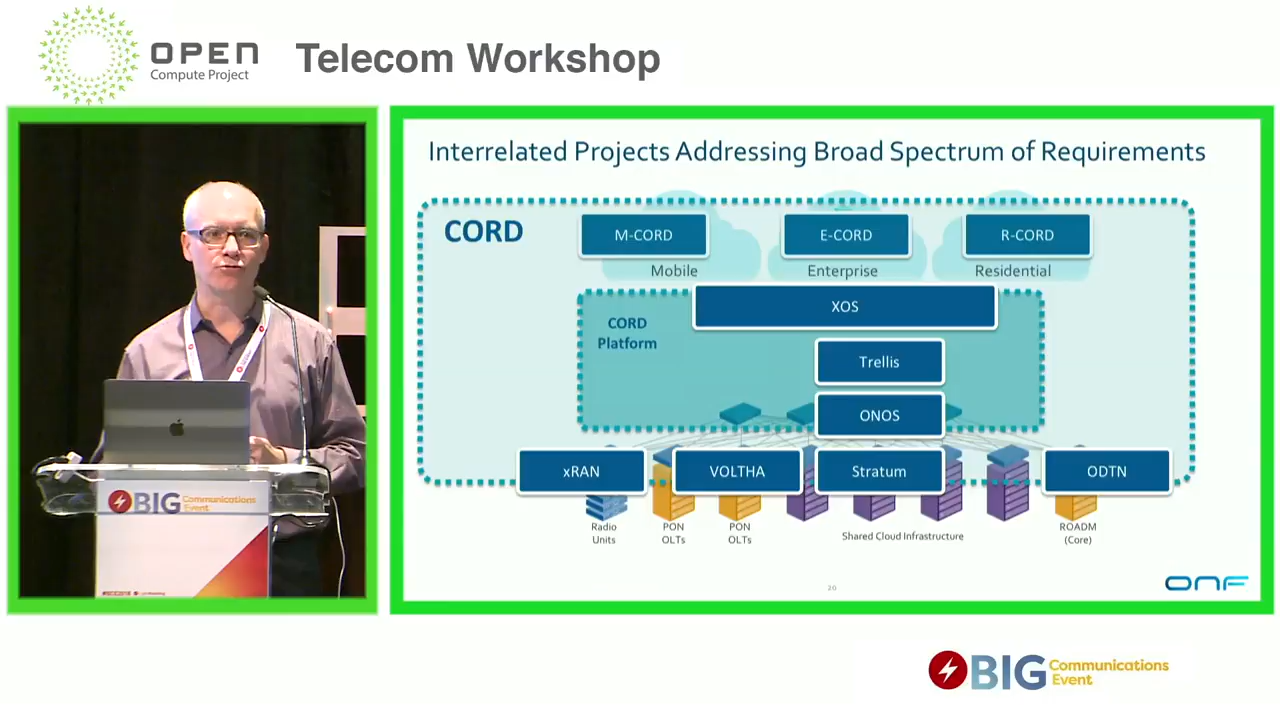 OPEN
Compute Project
Telecom Workshop
Interrelated Projects Addressing Broad Spectrum of Requirements
CORD
M-CORD
E-CORD
R-CORD
Mobile
Enterprise
Residential
XOS
CORD
Platform
Trellis
ONOS
xRAN
VOLTHA
Stratum
ODTN
Radio
Units
PON
OLTs
PON
OLTs
Shared Cloud Infrastructure
ROADM
(Core)
20
ONF
BIG
Communications
Event
BIG
Communications
Event